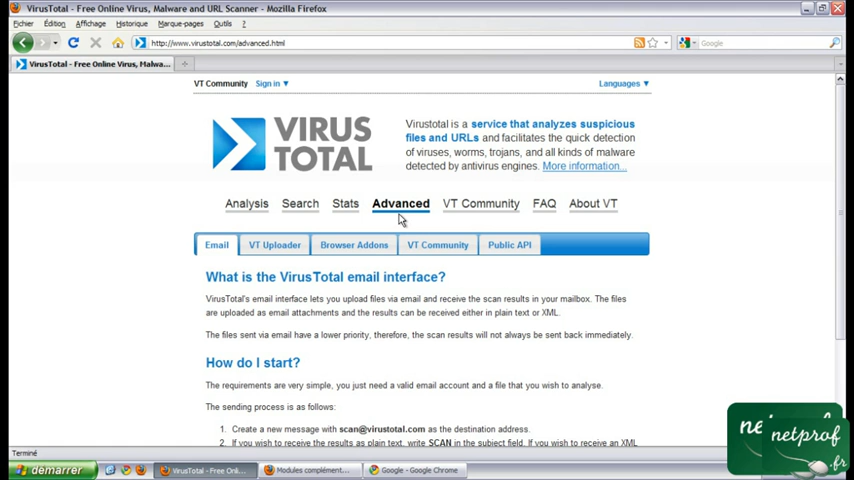 VirusTotal - Free Online Virus, Malware and URL Scanner - Mozilla Firefox
Fichier Édition Affichage Historique Marque-pages Outils ?
http://www.virustotal.com/advanced.html
Google
VirusTotal - Free Online Virus, Malwa...
VT Community Sign in ▼ Languages ▼
VIRUS
TOTAL
Virustotal is a service that analyzes suspicious
files and URLs and facilitates the quick detection
of viruses, worms, trojans, and all kinds of malware
detected by antivirus engines. More information...
Analysis Search Stats Advanced VT Community FAQ About VT
Email VT Uploader Browser Addons VT Community Public API
What is the VirusTotal email interface?
VirusTotal's email interface lets you upload files via email and receive the scan results in your mailbox. The files
are uploaded as email attachments and the results can be received either in plain text or XML.
The files sent via email have a lower priority, therefore, the scan results will not always be sent back immediately.
How do I start?
The requirements are very simple, you just need a valid email account and a file that you wish to analyse.
The sending process is as follows:
1. Create a new message with scan@virustotal.com as the destination address.
2. If you wish to receive the results as plain text, write SCAN in the subject field. If you wish to receive an XML
Terminé
démarrer VirusTotal - Free Onli... Modules complément... Google - Google Chrome
netprof
.fr